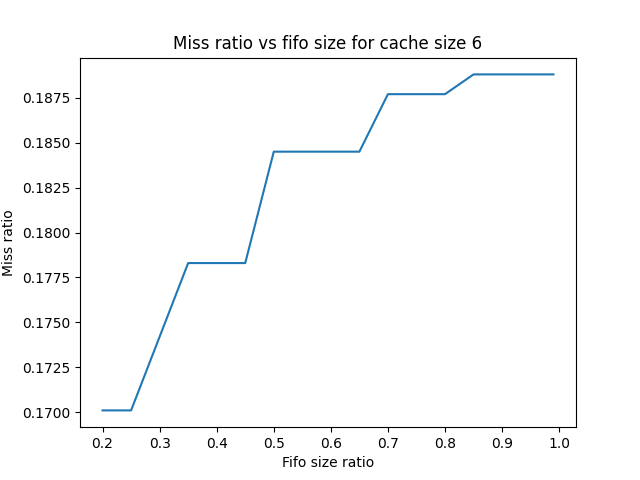 Miss ratio vs fifo size for cache size 6
Miss ratio
0.1875
0.1850
0.1825
0.1800
0.1775
0.1750
0.1725
0.1700
0.2 0.3 0.4 0.5 0.6 0.7 0.8 0.9 1.0
Fifo size ratio